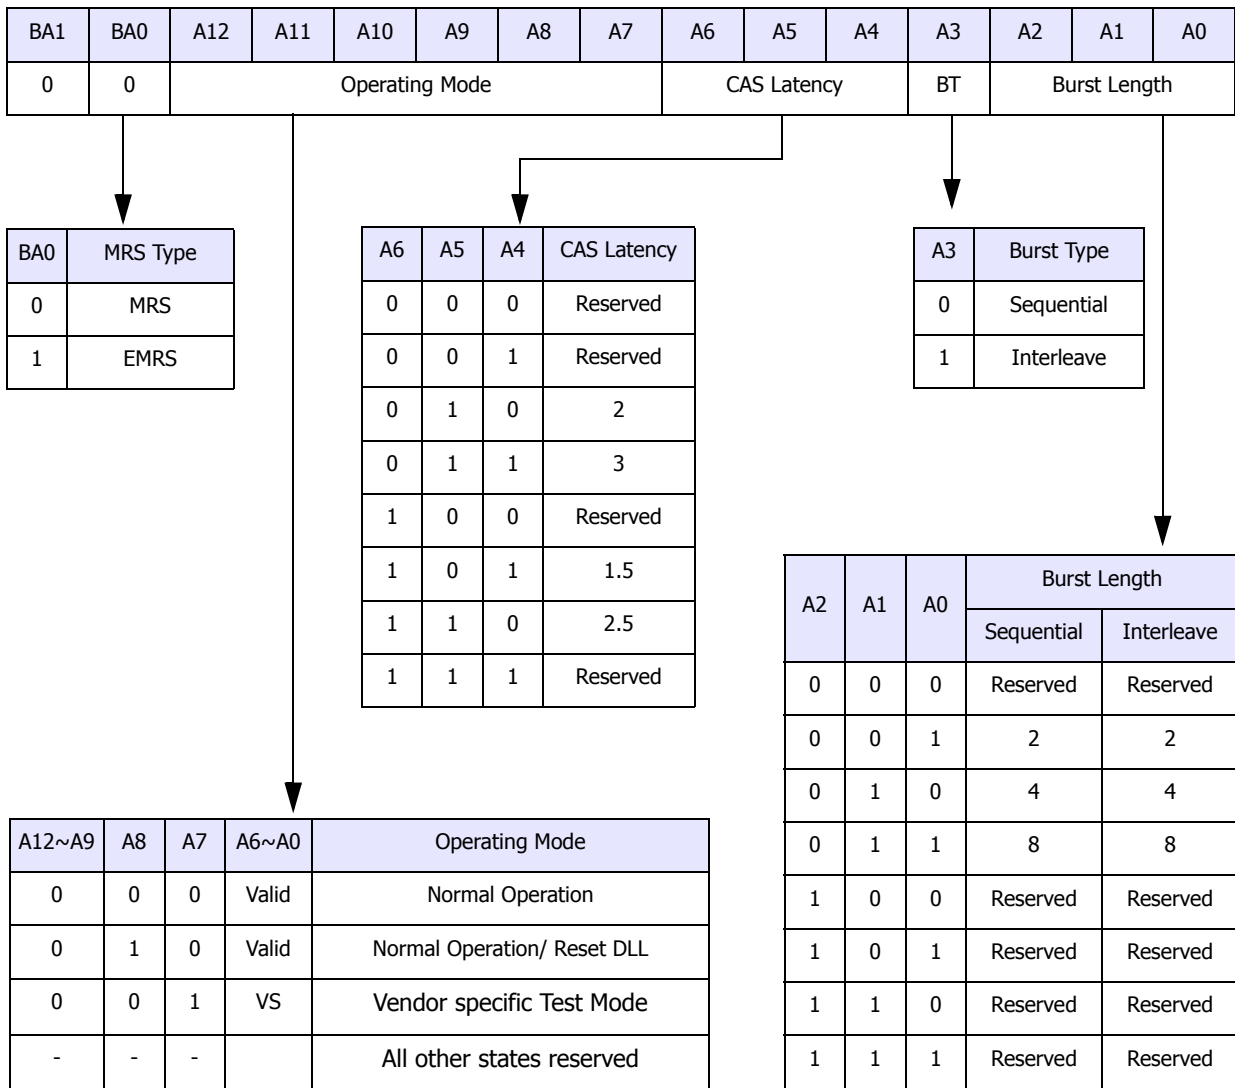 BA1 BA0 A12 A11 A10 A9 A8 A7 A6 A5 A4 A3 A2 A1 A0
0 0 Operating Mode CAS Latency BT Burst Length
BA0 MRS Type
0 MRS
1 EMRS
A6 A5 A4 CAS Latency
0 0 0 Reserved
0 0 1 Reserved
0 1 0 2
0 1 1 3
1 0 0 Reserved
1 0 1 1.5
1 1 0 2.5
1 1 1 Reserved
A3 Burst Type
0 Sequential
1 Interleave
A2 A1 A0 Burst Length
Sequential Interleave
0 0 0 Reserved Reserved
0 0 1 2 2
0 1 0 4 4
0 1 1 8 8
1 0 0 Reserved Reserved
1 0 1 Reserved Reserved
1 1 0 Reserved Reserved
1 1 1 Reserved Reserved
A12~A9 A8 A7 A6~A0 Operating Mode
0 0 0 Valid Normal Operation
0 1 0 Valid Normal Operation/ Reset DLL
0 0 1 VS Vendor specific Test Mode
- - - All other states reserved